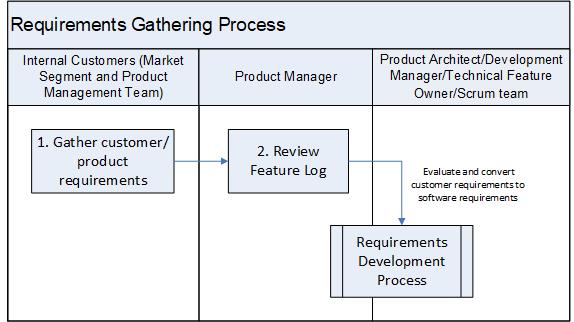 Requirements Gathering Process
Internal Customers (Market
Segment and Product
Management Team)
Product Manager
Product Architect/Development
Manager/Technical Feature
Owner/Scrum team
1. Gather customer/
product
requirements
2. Review
Feature Log
Evaluate and convert
customer requirements to
software requirements
Requirements
Development
Process